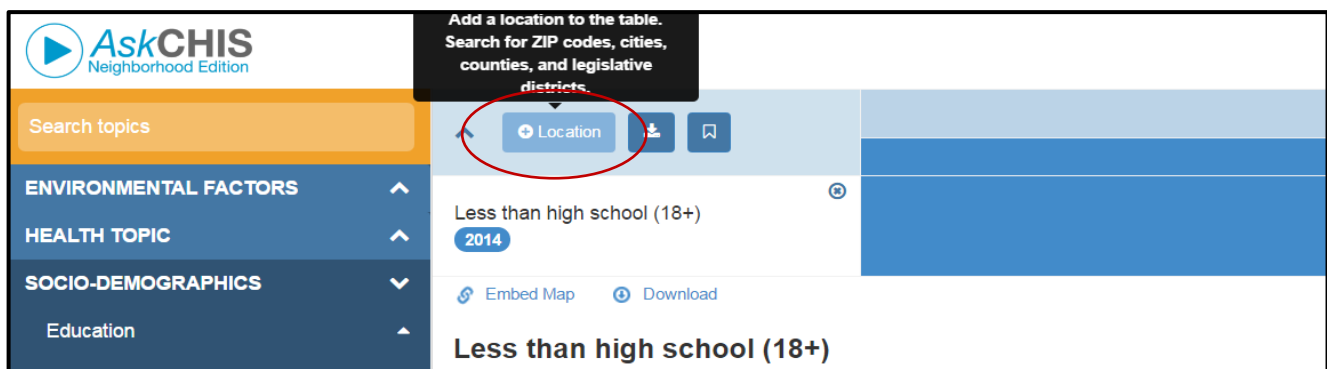 AskCHIS
Neighborhood Edition
Add a location to the table.
Search for ZIP codes, cities,
counties, and legislative
districts.
Search topics
Location
ENVIRONMENTAL FACTORS
HEALTH TOPIC
SOCIO-DEMOGRAPHICS
Education
Less than high school (18+)
2014
Embed Map
Download
Less than high school (18+)